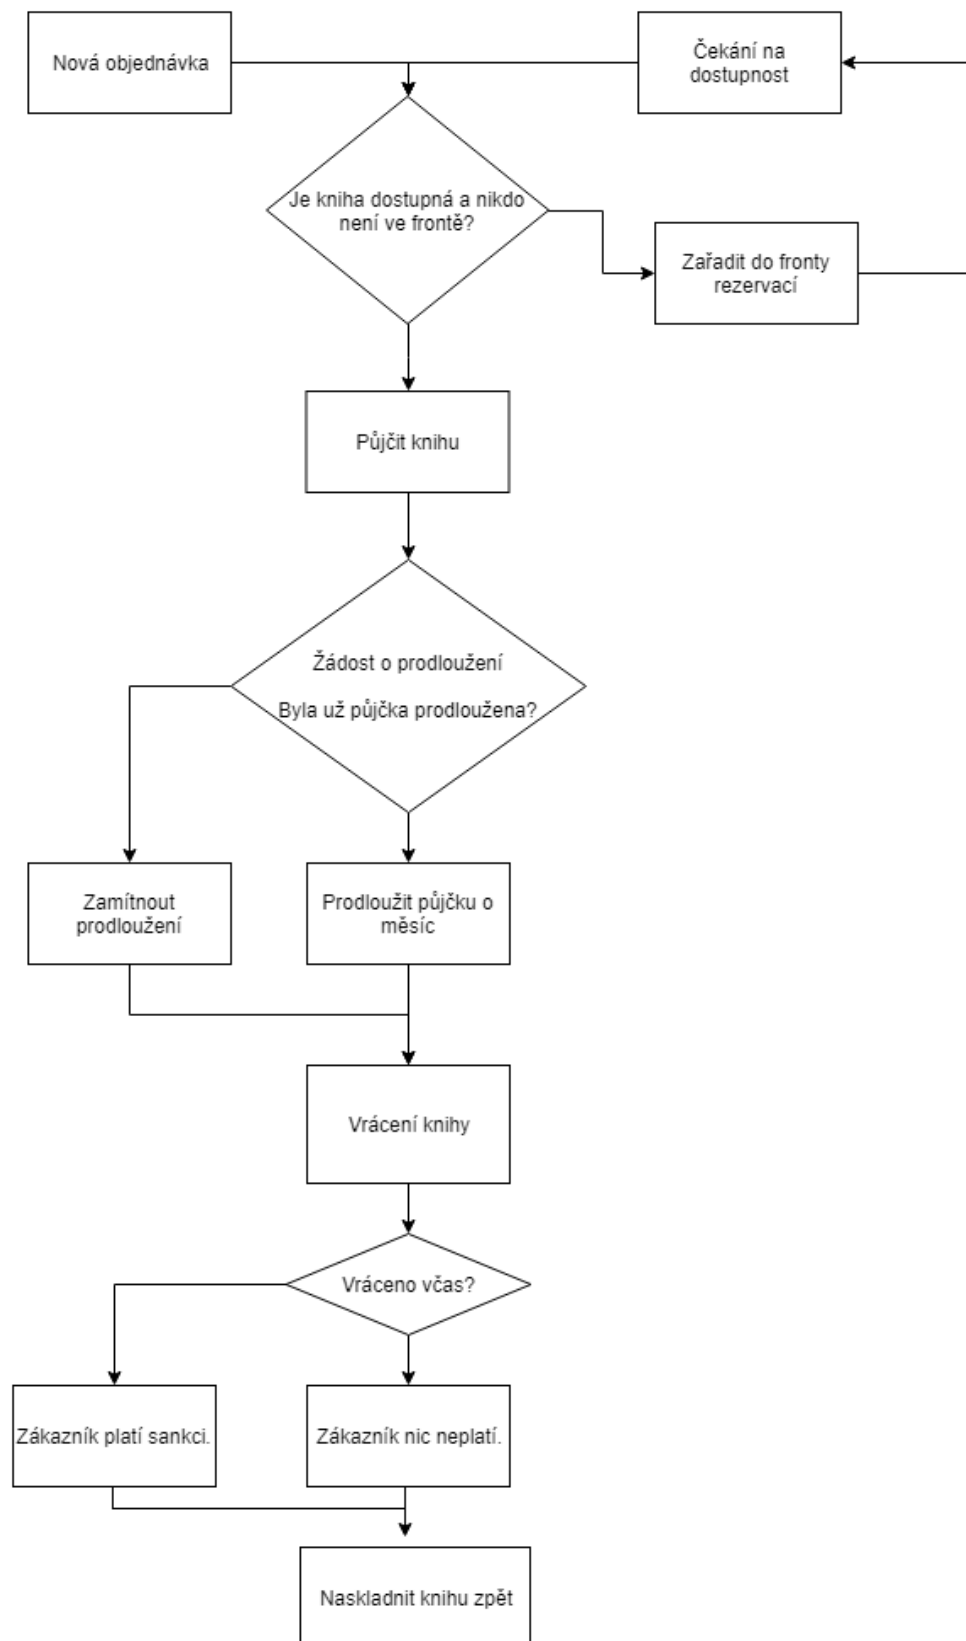 Nová objednávka
Čekání na
dostupnost
Je kniha dostupná a nikdo
není ve frontě?
Zařadit do fronty
rezervací
Půjčit knihu
Žádost o prodloužení
Byla už půjčka prodloužena?
Zamítnout
prodloužení
Prodloužit půjčku o
měsíc
Vrácení knihy
Vráceno včas?
Zákazník platí sankci.
Zákazník nic neplatí.
Naskladnit knihu zpět